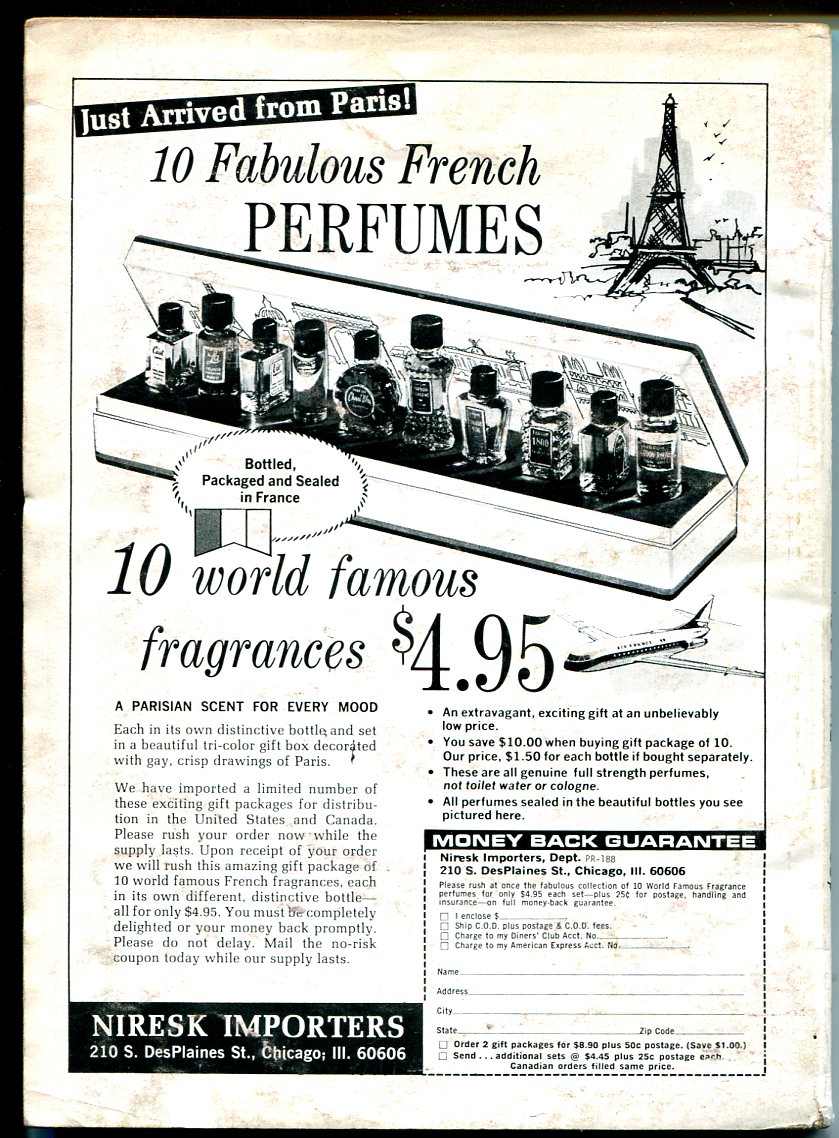 Just Arrived from Paris!
10 Fabulous French
PERFUMES
Bottled,
Packaged and Sealed
in France
10 world famous
fragrances $4.95
AIR FRANCE
A PARISIAN SCENT FOR EVERY MOOD
Each in its own distinctive bottle and set
in a beautiful tri-color gift box decorated
with gay, crisp drawings of Paris.
We have imported a limited number of
these exciting gift packages for distribu-
tion in the United States and Canada.
Please rush your order now while the
supply lasts. Upon receipt of your order
we will rush this amazing gift package of
10 world famous French fragrances, each
in its own different, distinctive bottle—
all for only $4.95. You must be completely
delighted or your money back promptly.
Please do not delay. Mail the no-risk
coupon today while our supply lasts.
NIRESK IMPORTERS
210 S. DesPlaines St., Chicago; Ill. 60606
• An extravagant, exciting gift at an unbelievably
low price.
• You save $10.00 when buying gift package of 10.
Our price, $1.50 for each bottle if bought separately.
• These are all genuine full strength perfumes,
not toilet water or cologne.
• All perfumes sealed in the beautiful bottles you see
pictured here.
MONEY BACK GUARANTEE
Niresk Importers, Dept. PR-188
210 S. DesPlaines St., Chicago, Ill. 60606
Please rush at once the fabulous collection of 10 World Famous Fragrance
perfumes for only $4.95 each set—plus 25c for postage, handling and
insurance—on full money-back guarantee.
I enclose $
Ship C.O.D. plus postage & C.O.D. fees.
Charge to my Diners' Club Acct. No.
Charge to my American Express Acct. No.
Name
Address
City
State Zip Code
Order 2 gift packages for $8.90 plus 50c postage. (Save $1.00.)
Send . . . additional sets @ $4.45 plus 25c postage each.
Canadian orders filled same price.